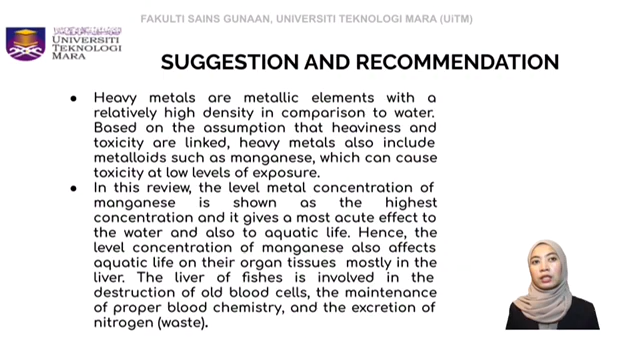 FAKULTI SAINS GUNAAN, UNIVERSITI TEKNOLOGI MARA (UiTM)
UNIVERSITI
TEKNOLOGI
MARA
SUGGESTION AND RECOMMENDATION
● Heavy metals are metallic elements with a
relatively high density in comparison to water.
Based on the assumption that heaviness and
toxicity are linked, heavy metals also include
metalloids such as manganese, which can cause
toxicity at low levels of exposure.
● In this review, the level metal concentration of
manganese is shown as the highest
concentration and it gives a most acute effect to
the water and also to aquatic life. Hence, the
level concentration of manganese also affects
aquatic life on their organ tissues mostly in the
liver. The liver of fishes is involved in the
destruction of old blood cells, the maintenance
of proper blood chemistry, and the excretion of
nitrogen (waste).